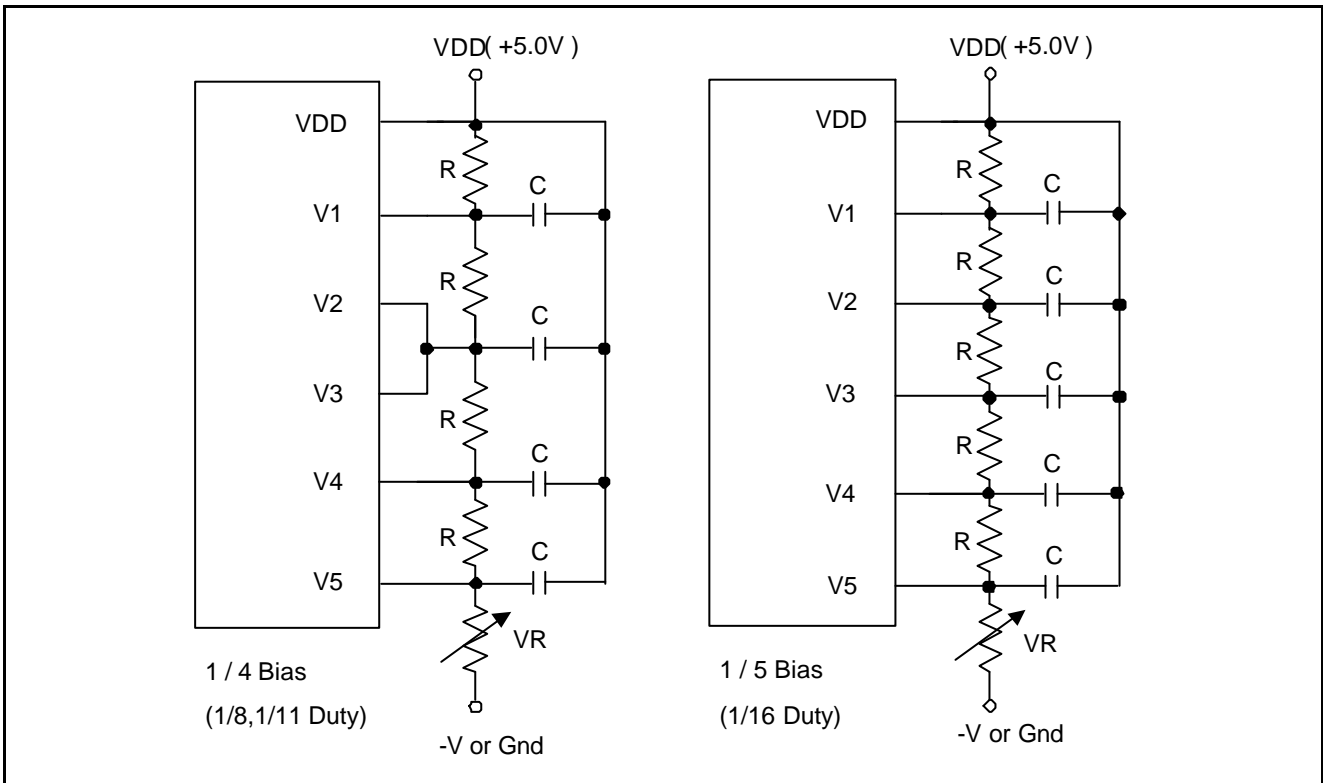 VDD( +5.0V )
VDD
R
C
V1
R
V2
C
V3
R
C
V4
R
C
V5
VR
1 / 4 Bias
(1/8,1/11 Duty)
-V or Gnd
VDD( +5.0V )
VDD
R
C
V1
R
C
V2
R
C
V3
R
C
V4
R
C
V5
VR
1 / 5 Bias
(1/16 Duty)
-V or Gnd